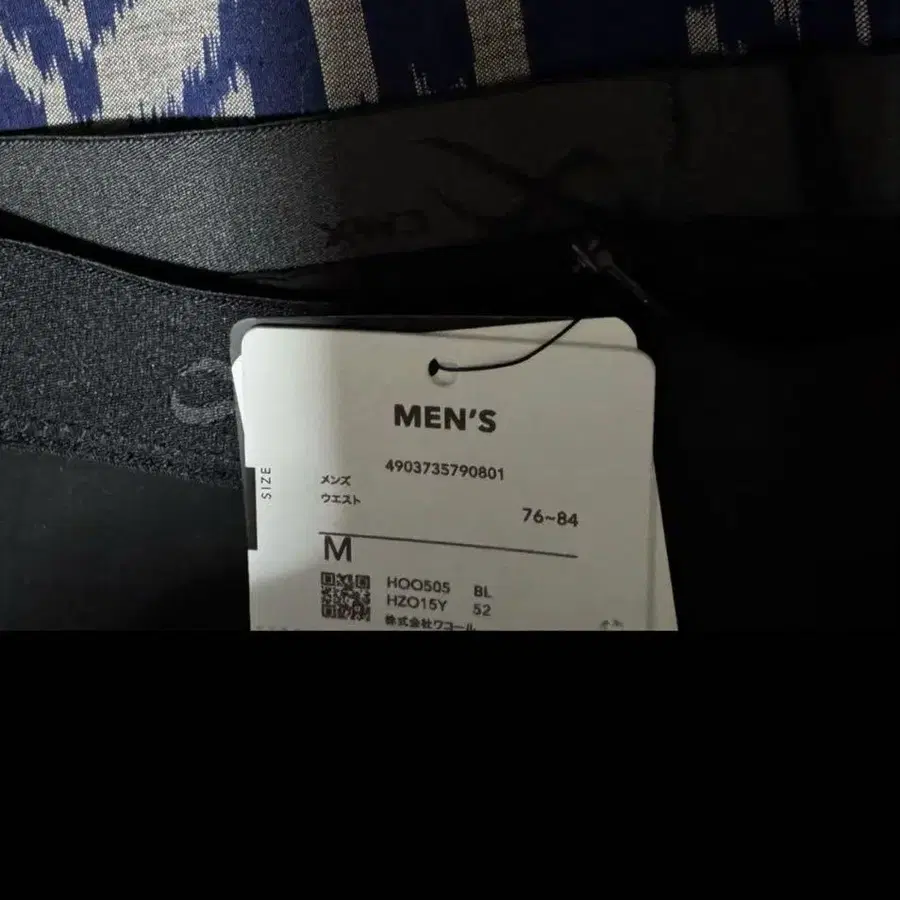 MEN'S
4903735790801
SIZE
メンズ
ウエスト
76~84
M
HOO505 BL
HZO15Y 52
株式会社ワコール